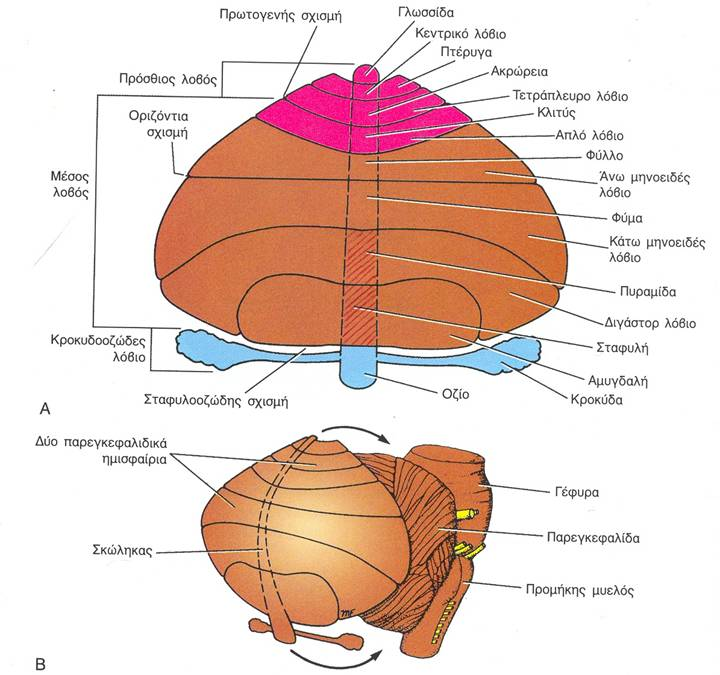 Πρωτογενής σχισμή
Γλωσσίδα
Κεντρικό λόβιο
Πτέρυγα
Ακρώρεια
Τετράπλευρο λόβιο
Κλιτύς
Απλό λόβιο
Φύλλο
Άνω μηνοειδές
λόβιο
Φύμα
Κάτω μηνοειδές
λόβιο
Πυραμίδα
Διγάστορ λόβιο
Σταφυλή
Αμυγδαλή
Κροκύδα
Πρόσθιος λοβός
Οριζόντια
σχισμή
Μέσος
λοβός
Κροκυδοοζώδες
λόβιο
Σταφυλοοζώδης σχισμή
Οζίο
A
Δύο παρεγκεφαλιδικά
ημισφαίρια
Σκώληκας
Γέφυρα
Παρεγκεφαλίδα
Προμήκης μυελός
B